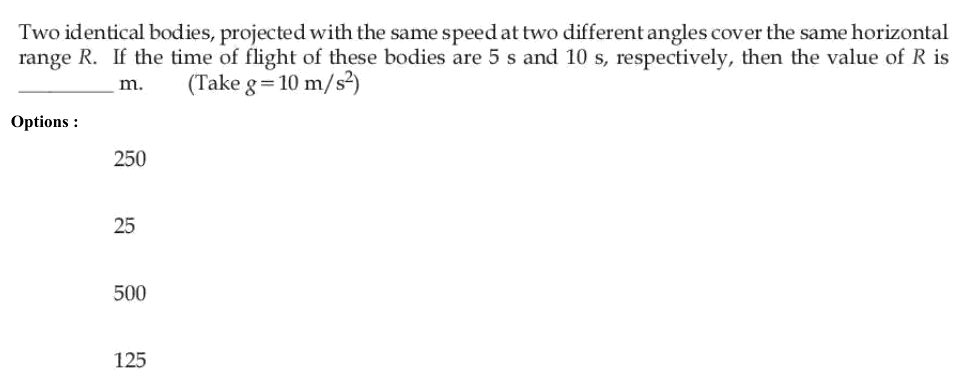 Two identical bodies, projected with the same speed at two different angles cover the same horizontal
range R. If the time of flight of these bodies are 5 s and 10 s, respectively, then the value of R is
_________ m. (Take g = 10 m/s²)
Options :
250
25
500
125